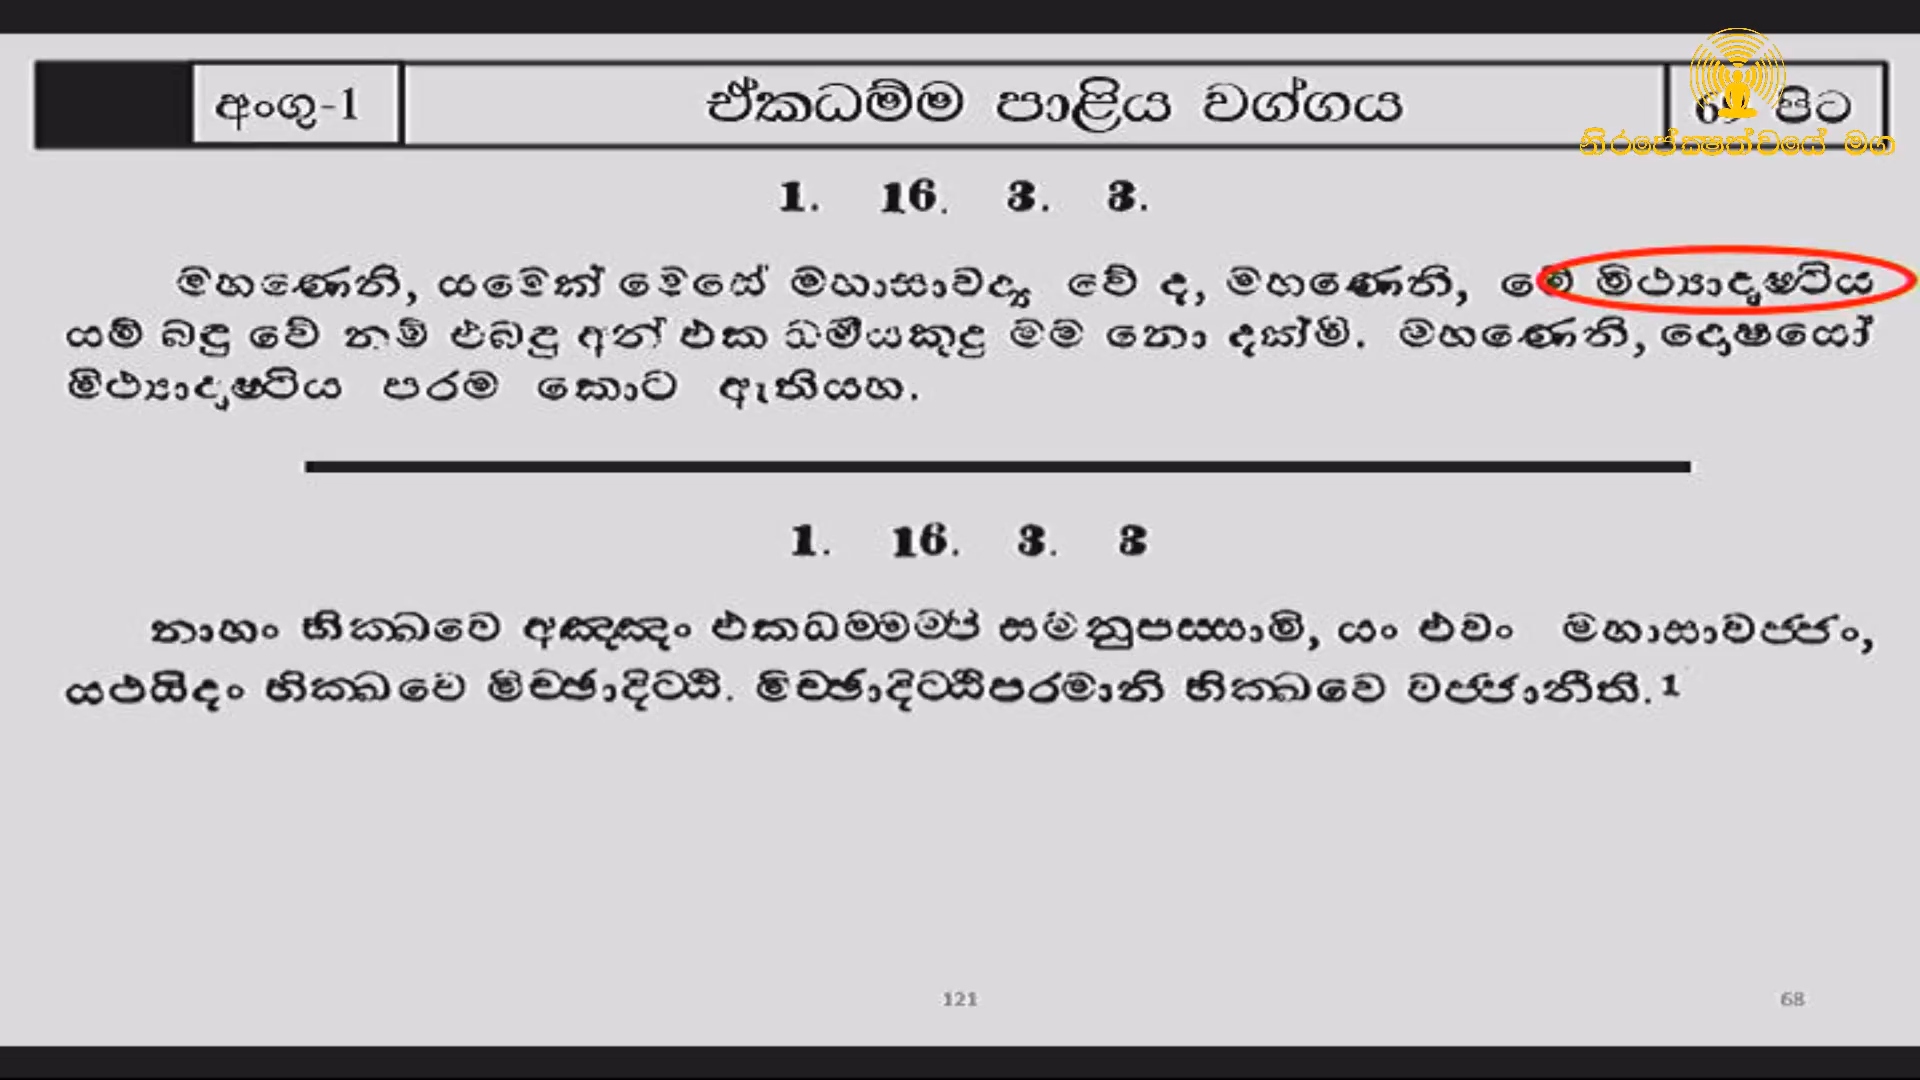 අංගු-1 ඒකධම්ම පාළිය වග්ගය පිට
නිරපේක්‍ෂත්වයේ මග
1. 16. 3. 3.
මහණෙනි, යමෙක් මෙසේ මහාසාවද්‍ය වේ ද, මහණෙනි, මේ මිථ්‍යාදෘෂ්ටිය
යම් බඳු වේ නම් එබඳු අන් එක ධර්‍මයකුදු මම නො දක්මි. මහණෙනි, දොෂයෝ
මිථ්‍යාදෘෂ්ටිය පරම කොට ඇතියහ.
1. 16. 3. 3
නාහං භික්ඛවෙ අඤ්ඤං එකධම්මම්පි සමනුපස්සාමි, යං එවං මහාසාවජ්ජං,
යථයිදං භික්ඛවෙ මිච්ඡාදිට්ඨි. මිච්ඡාදිට්ඨිපරමානි භික්ඛවෙ වජ්ජානීති.1
121 68